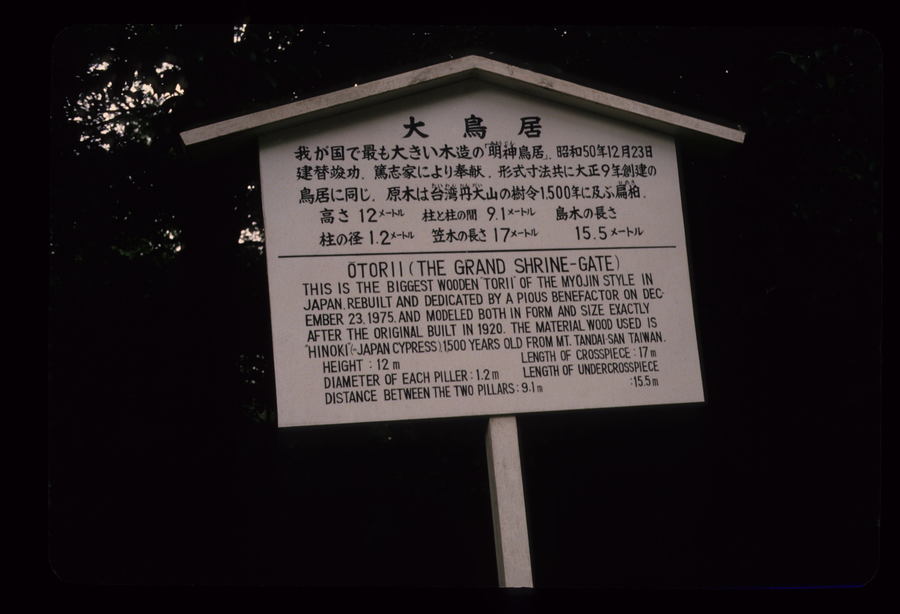 大鳥居
我が国で最も大きい木造の「明神鳥居」。昭和50年12月23日
建替竣功。篤志家により奉献。形式寸法共に大正9年創建の
鳥居に同じ。原木は台湾丹大山の樹令1,500年に及ぶ扁柏。
高さ 12メートル 柱と柱の間 9.1メートル 島木の長さ
柱の径 1.2メートル 笠木の長さ 17メートル 15.5メートル
ŌTORII (THE GRAND SHRINE-GATE)
THIS IS THE BIGGEST WOODEN "TORII" OF THE MYOJIN STYLE IN
JAPAN. REBUILT AND DEDICATED BY A PIOUS BENEFACTOR ON DEC-
EMBER 23, 1975. AND MODELED BOTH IN FORM AND SIZE EXACTLY
AFTER THE ORIGINAL BUILT IN 1920. THE MATERIAL WOOD USED IS
"HINOKI"(=JAPAN CYPRESS), 1,500 YEARS OLD FROM MT. TANDAI-SAN TAIWAN.
HEIGHT : 12 m LENGTH OF CROSSPIECE : 17 m
DIAMETER OF EACH PILLER : 1.2 m LENGTH OF UNDERCROSSPIECE
DISTANCE BETWEEN THE TWO PILLARS : 9.1 m :15.5 m